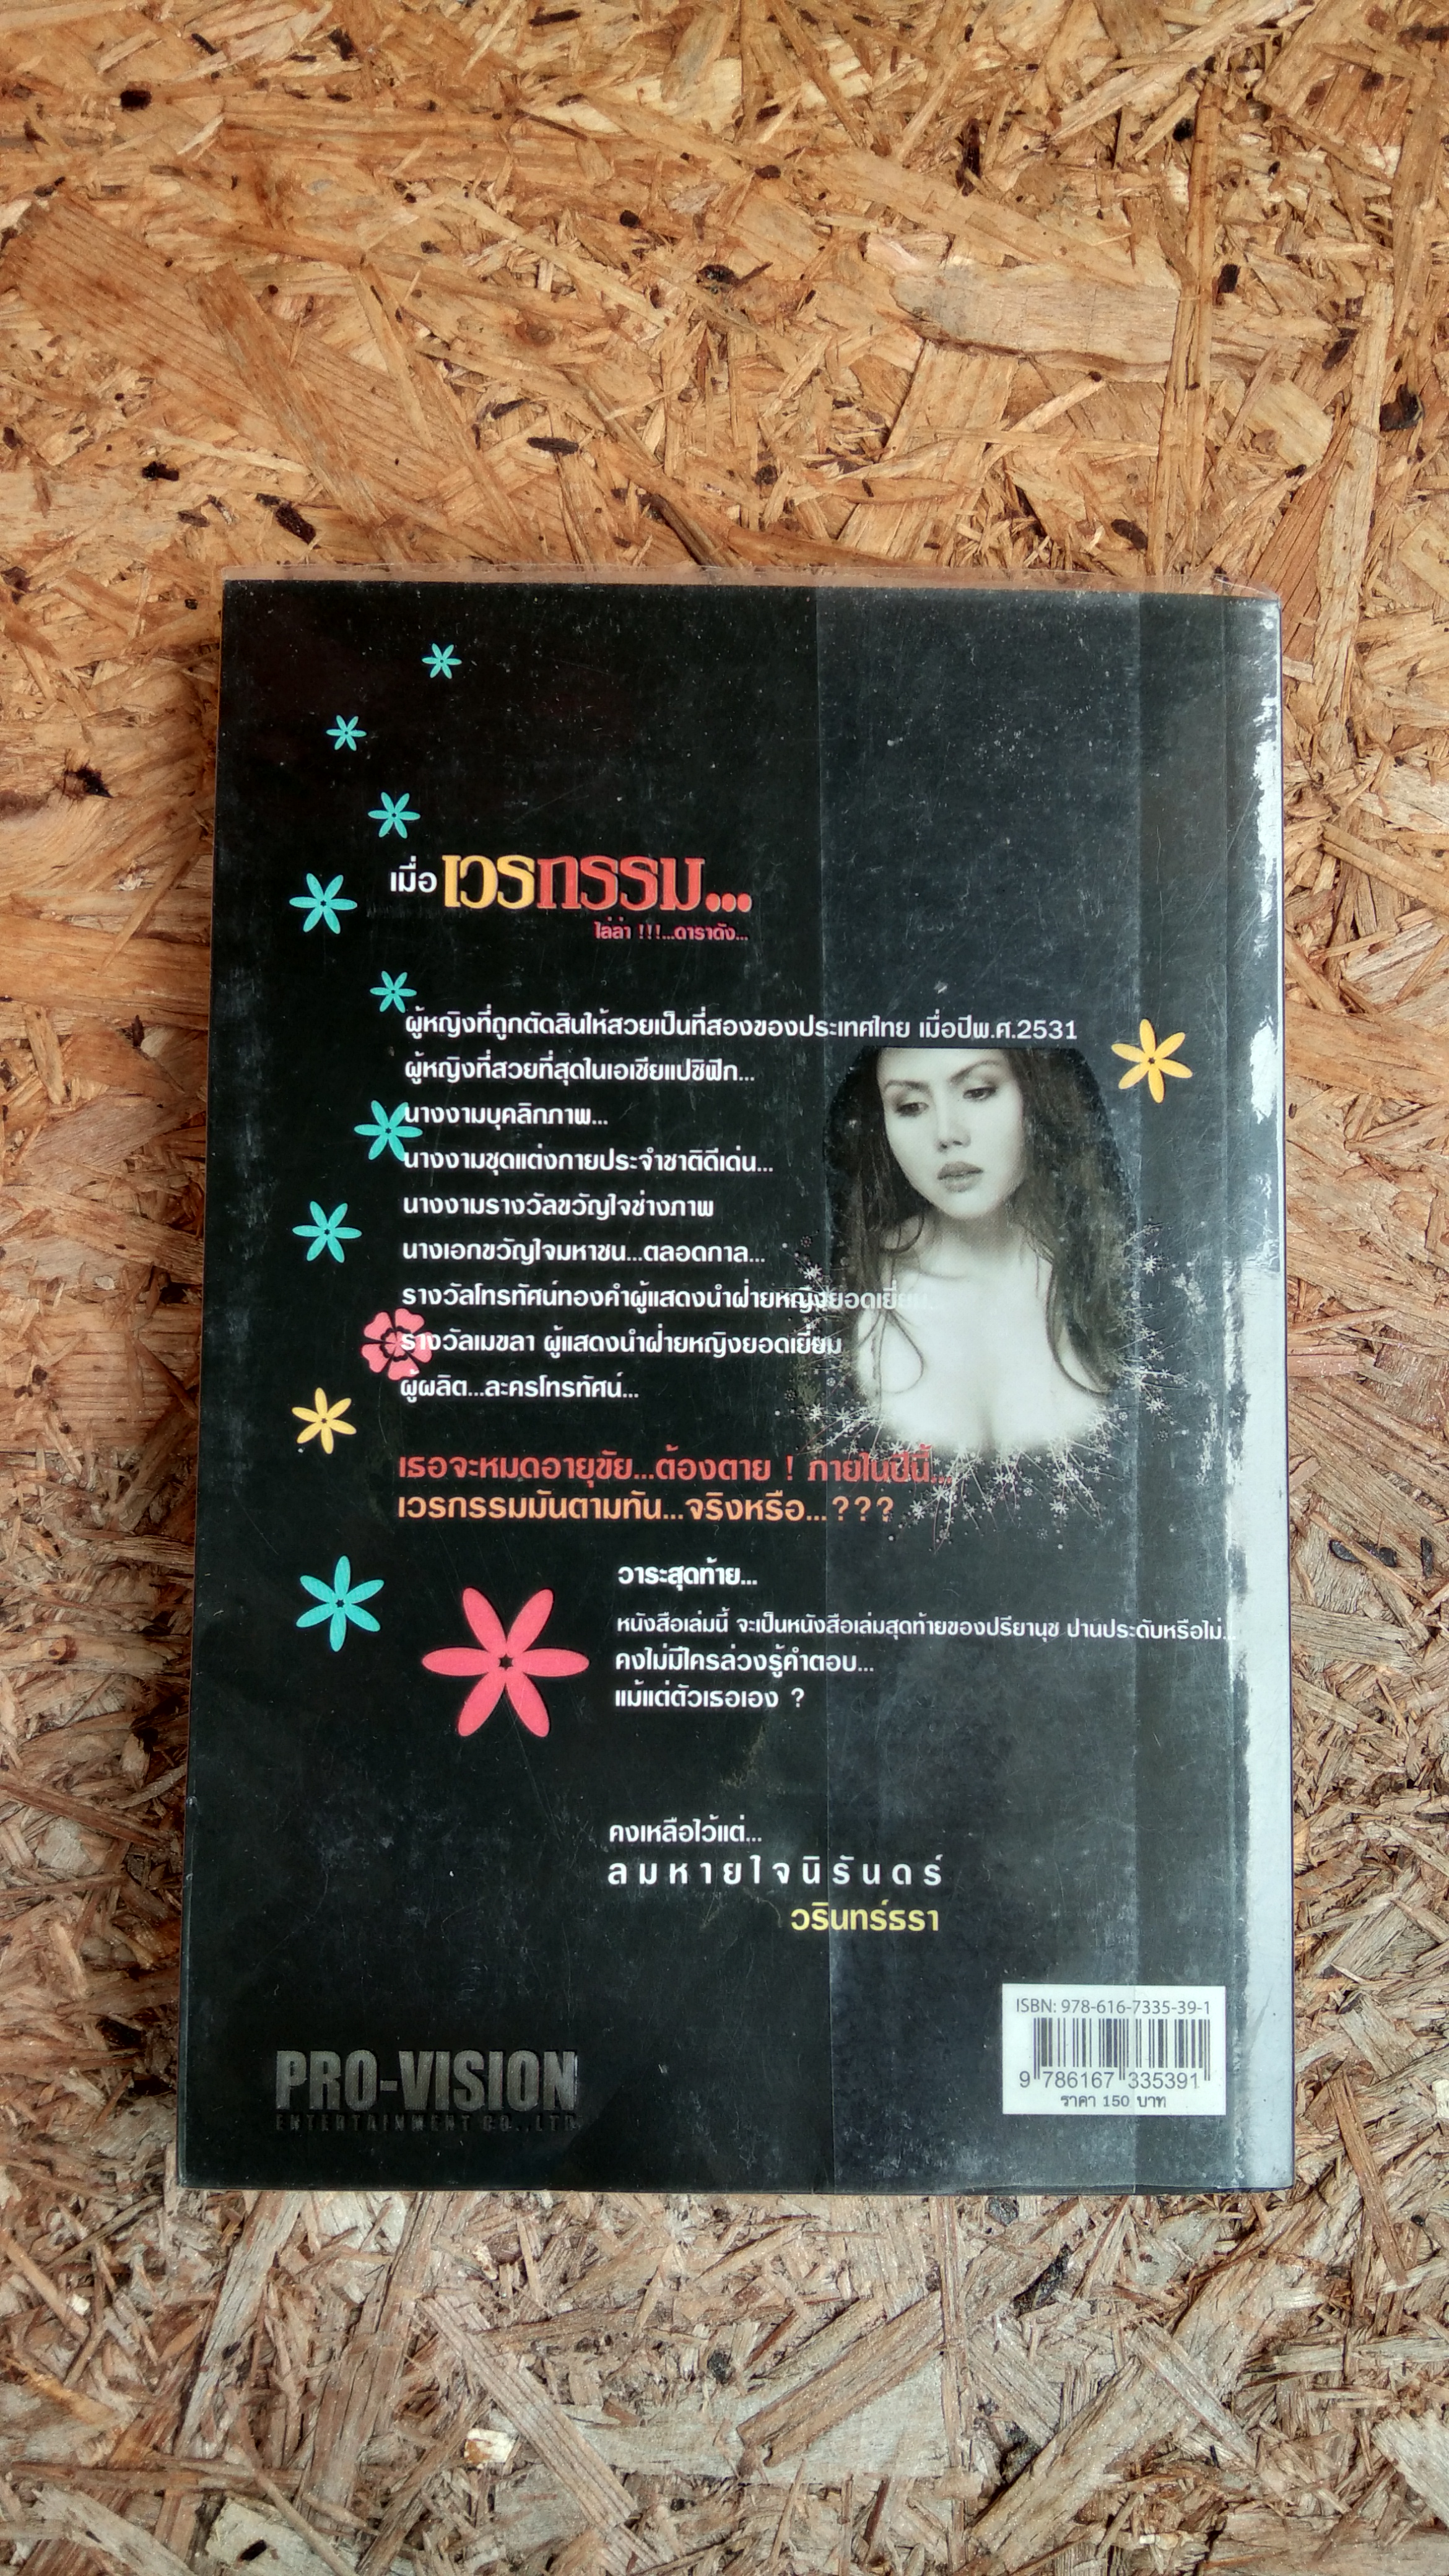 เมื่อ เวรกรรม...
ไล่ล่า !!!...ดาราดัง...
ผู้หญิงที่ถูกตัดสินให้สวยเป็นที่สองของประเทศไทย เมื่อปีพ.ศ.2531
ผู้หญิงที่สวยที่สุดในเอเชียแปซิฟิก...
นางงามบุคลิกภาพ...
นางงามชุดแต่งกายประจำชาติดีเด่น...
นางงามรางวัลขวัญใจช่างภาพ
นางเอกขวัญใจมหาชน...ตลอดกาล...
รางวัลโทรทัศน์ทองคำผู้แสดงนำฝ่ายหญิงยอดเยี่ยม...
รางวัลเมขลา ผู้แสดงนำฝ่ายหญิงยอดเยี่ยม
ผู้ผลิต...ละครโทรทัศน์...
เธอจะหมดอายุขัย...ต้องตาย ! ภายในปีนี้...
เวรกรรมมันตามทัน...จริงหรือ...???
วาระสุดท้าย...
หนังสือเล่มนี้ จะเป็นหนังสือเล่มสุดท้ายของปรียานุช ปานประดับหรือไม่...
คงไม่มีใครล่วงรู้คำตอบ...
แม้แต่ตัวเธอเอง ?
คงเหลือไว้แต่...
ลมหายใจนิรันดร์
วรินทร์ธรา
ISBN: 978-616-7335-39-1
9 786167 335391
ราคา 150 บาท
PRO-VISION
ENTERTAINMENT CO.,LTD